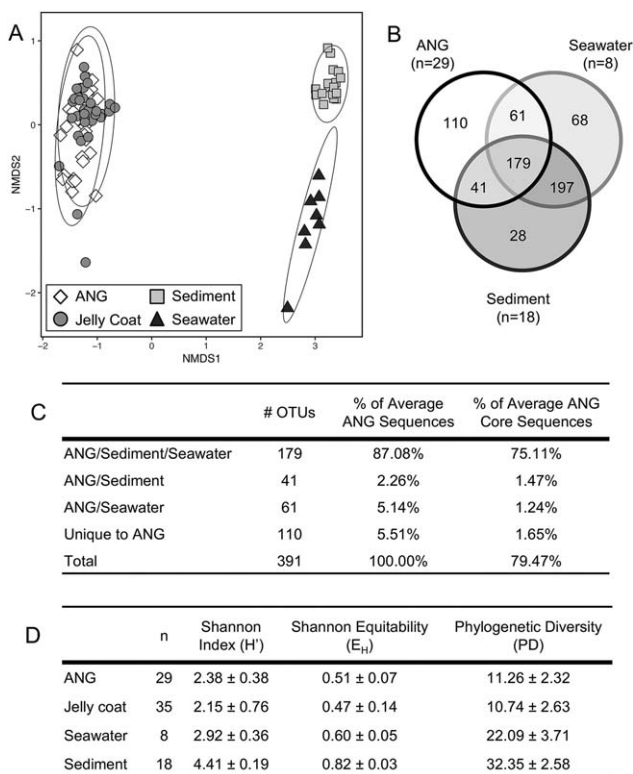 A
1
0
−1
−2
NMDS2
ANG
Sediment
Jelly Coat
Seawater
−2
−1
0
1
2
3
4
NMDS1
B
ANG
(n=29)
Seawater
(n=8)
110
61
68
179
41
197
28
Sediment
(n=18)
C
# OTUs
% of Average ANG Sequences
% of Average ANG Core Sequences
ANG/Sediment/Seawater 179 87.08% 75.11%
ANG/Sediment 41 2.26% 1.47%
ANG/Seawater 61 5.14% 1.24%
Unique to ANG 110 5.51% 1.65%
Total 391 100.00% 79.47%
D
n
Shannon Index (H')
Shannon Equitability (E_H)
Phylogenetic Diversity (PD)
ANG 29 2.38 ± 0.38 0.51 ± 0.07 11.26 ± 2.32
Jelly coat 35 2.15 ± 0.76 0.47 ± 0.14 10.74 ± 2.63
Seawater 8 2.92 ± 0.36 0.60 ± 0.05 22.09 ± 3.71
Sediment 18 4.41 ± 0.19 0.82 ± 0.03 32.35 ± 2.58